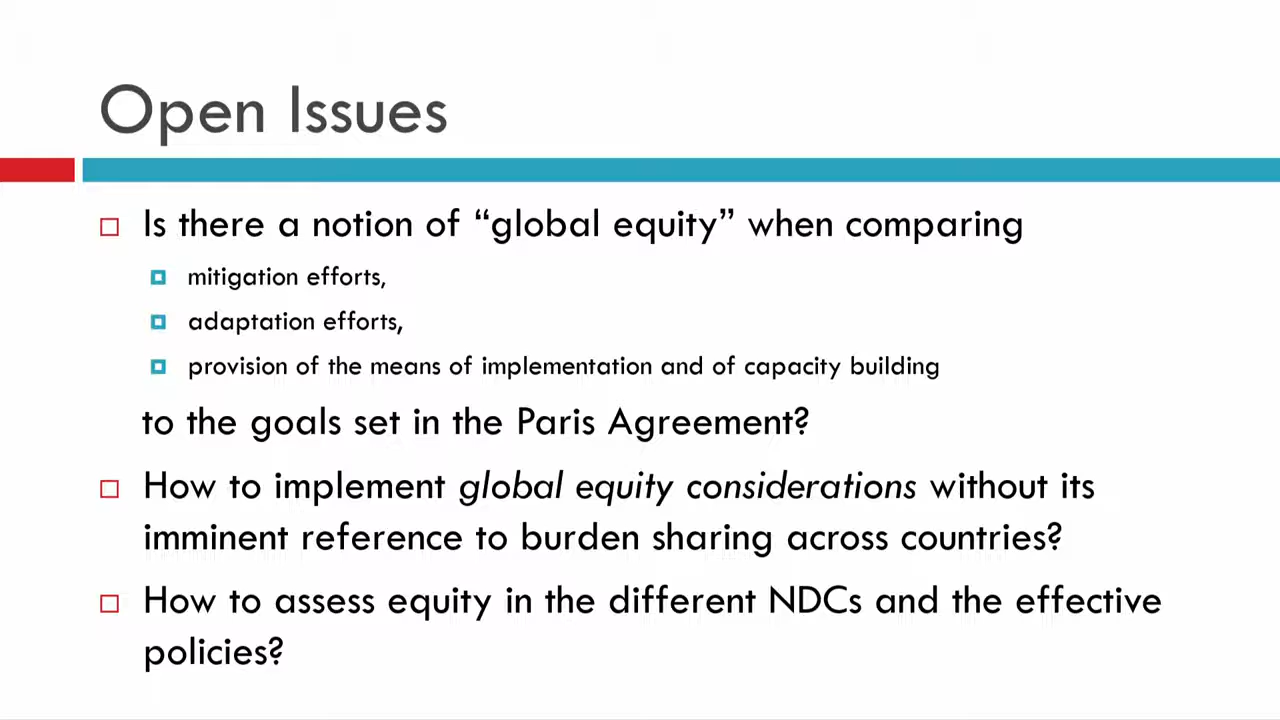 Open Issues
Is there a notion of “global equity” when comparing
mitigation efforts,
adaptation efforts,
provision of the means of implementation and of capacity building
to the goals set in the Paris Agreement?
How to implement global equity considerations without its
imminent reference to burden sharing across countries?
How to assess equity in the different NDCs and the effective
policies?